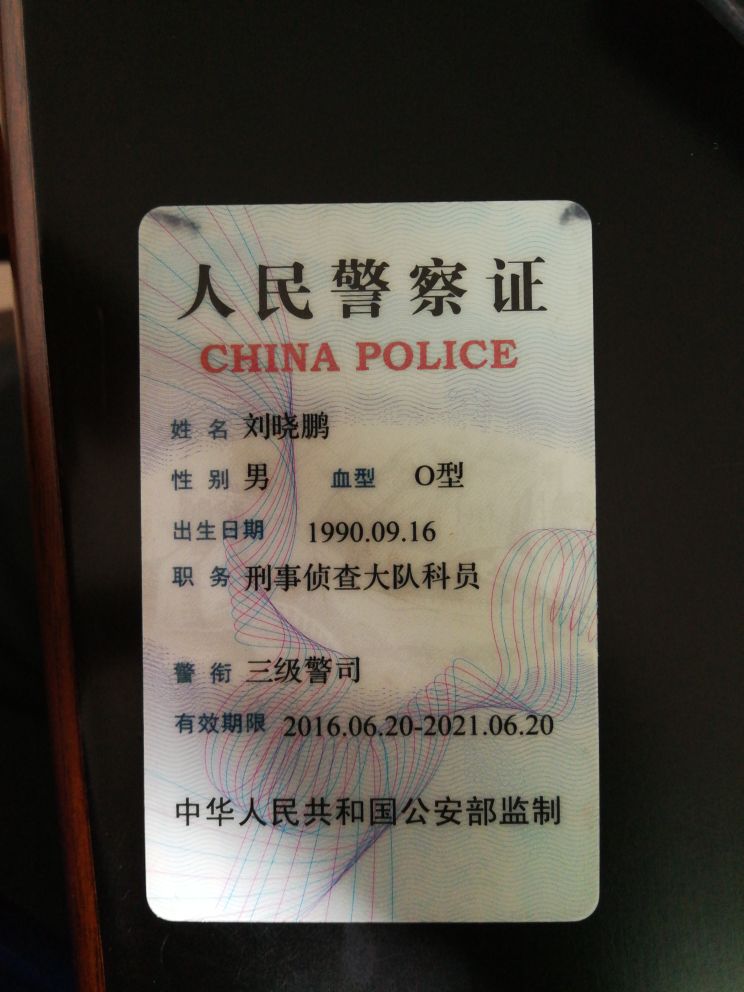 人民警察证
CHINA POLICE
姓 名 刘晓鹏
性 别 男 血型 O型
出生日期 1990.09.16
职 务 刑事侦查大队科员
警 衔 三级警司
有效期限 2016.06.20-2021.06.20
中华人民共和国公安部监制